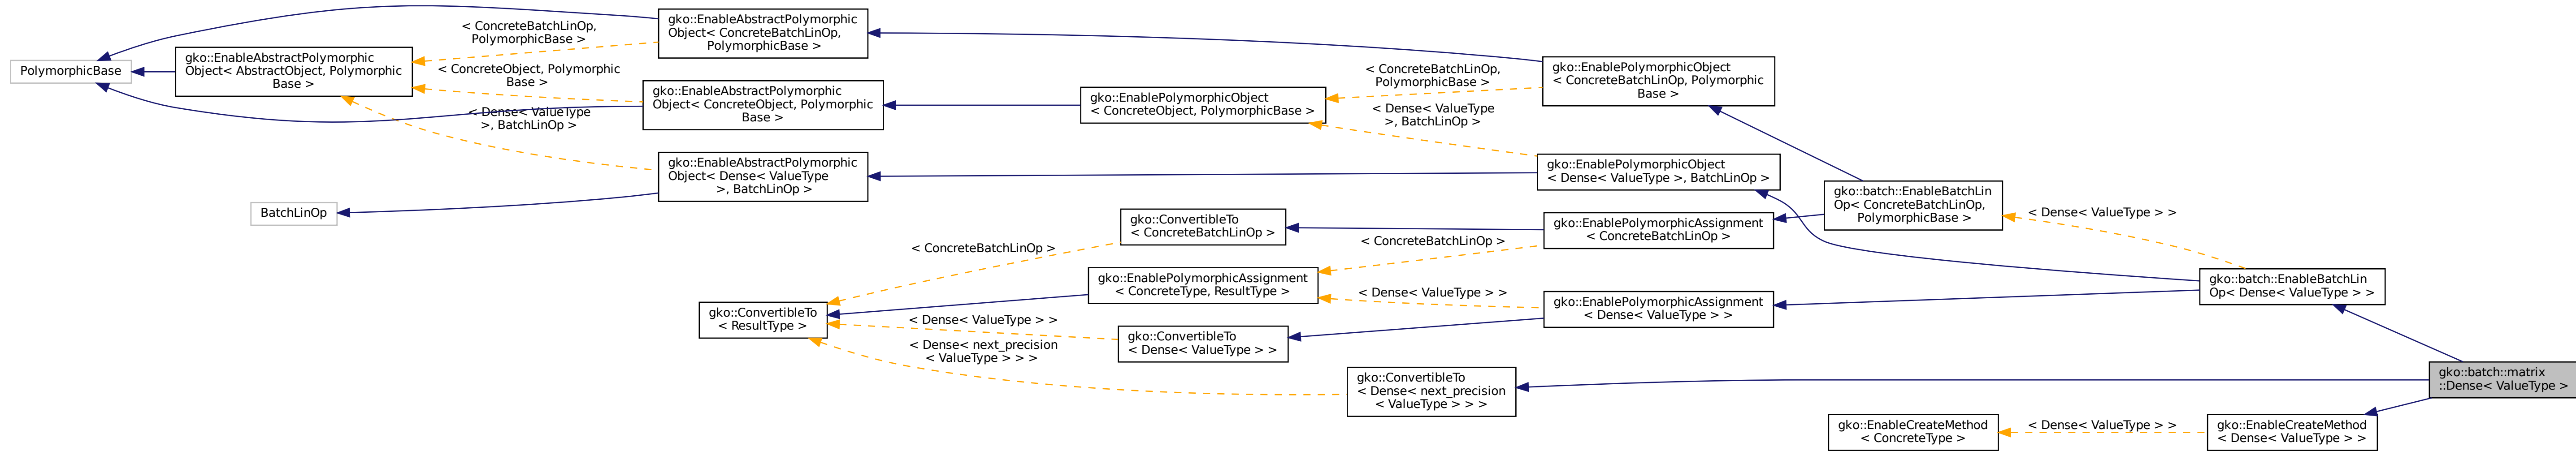 PolymorphicBase
gko::EnableAbstractPolymorphic
Object< AbstractObject, Polymorphic
Base >
BatchLinOp
< ConcreteBatchLinOp,
PolymorphicBase >
< ConcreteObject, Polymorphic
Base >
< Dense< ValueType
>, BatchLinOp >
gko::EnableAbstractPolymorphic
Object< ConcreteBatchLinOp,
PolymorphicBase >
gko::EnableAbstractPolymorphic
Object< ConcreteObject, Polymorphic
Base >
gko::EnableAbstractPolymorphic
Object< Dense< ValueType
>, BatchLinOp >
gko::ConvertibleTo
< ResultType >
< ConcreteBatchLinOp >
< Dense< ValueType > >
< Dense< next_precision
< ValueType > > >
gko::EnablePolymorphicObject
< ConcreteObject, PolymorphicBase >
gko::ConvertibleTo
< ConcreteBatchLinOp >
gko::EnablePolymorphicAssignment
< ConcreteType, ResultType >
gko::ConvertibleTo
< Dense< ValueType > >
< ConcreteBatchLinOp,
PolymorphicBase >
< Dense< ValueType
>, BatchLinOp >
< ConcreteBatchLinOp >
< Dense< ValueType > >
gko::ConvertibleTo
< Dense< next_precision
< ValueType > > >
gko::EnablePolymorphicObject
< ConcreteBatchLinOp, Polymorphic
Base >
gko::EnablePolymorphicObject
< Dense< ValueType >, BatchLinOp >
gko::EnablePolymorphicAssignment
< ConcreteBatchLinOp >
gko::EnablePolymorphicAssignment
< Dense< ValueType > >
gko::batch::EnableBatchLin
Op< ConcreteBatchLinOp,
PolymorphicBase >
gko::EnableCreateMethod
< ConcreteType >
< Dense< ValueType > >
< Dense< ValueType > >
gko::batch::EnableBatchLin
Op< Dense< ValueType > >
gko::EnableCreateMethod
< Dense< ValueType > >
gko::batch::matrix
::Dense< ValueType >